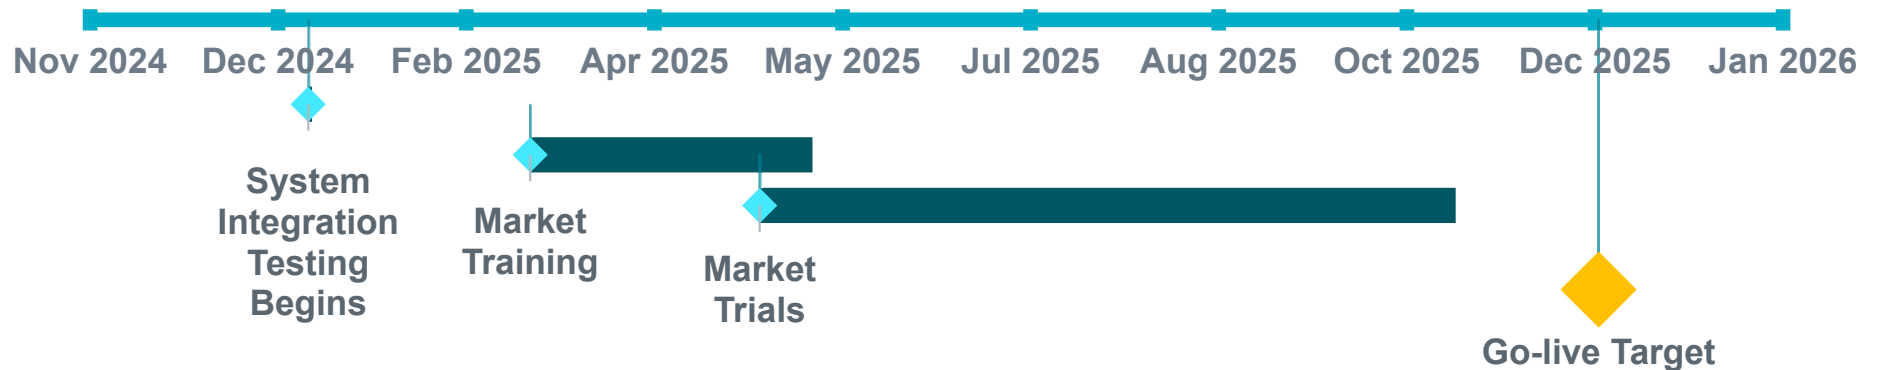 Nov 2024 Dec 2024 Feb 2025 Apr 2025 May 2025 Jul 2025 Aug 2025 Oct 2025 Dec 2025 Jan 2026
System
Integration
Testing
Begins
Market
Training
Market
Trials
Go-live Target